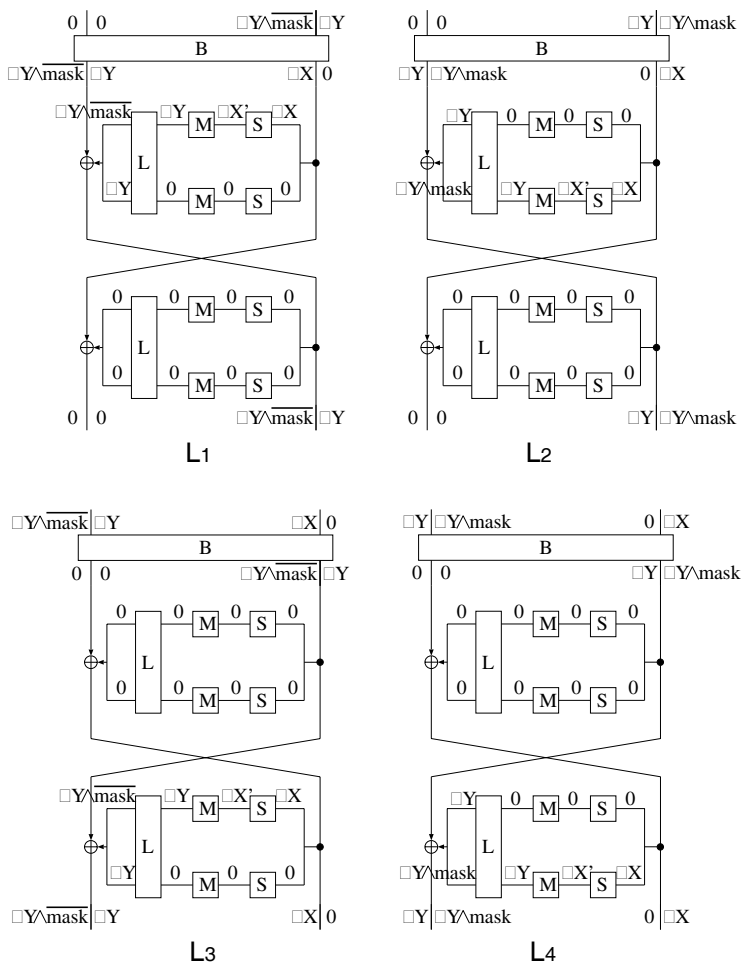 0 0 □Y∧mask □Y □Y □Y∧mask
B B
□Y∧mask □Y □X 0 □Y □Y∧mask 0 □X
□Y∧mask □Y □X' □X □Y 0 0 0
M S M S
L L
□Y 0 0 0 □Y∧mask □Y □X' □X
M S M S
0 0 0 0 0 0 0 0
M S M S
L L
0 0 0 0 0 0 0 0
M S M S
0 0 □Y∧mask □Y 0 0 □Y □Y∧mask
L1 L2
□Y∧mask □Y □X 0 □Y □Y∧mask 0 □X
B B
0 0 □Y∧mask □Y 0 0 □Y □Y∧mask
0 0 0 0 0 0 0 0
M S M S
L L
0 0 0 0 0 0 0 0
M S M S
□Y∧mask □Y □X' □X □Y 0 0 0
M S M S
L L
□Y 0 0 0 □Y∧mask □Y □X' □X
M S M S
□Y∧mask □Y □X 0 □Y □Y∧mask 0 □X
L3 L4